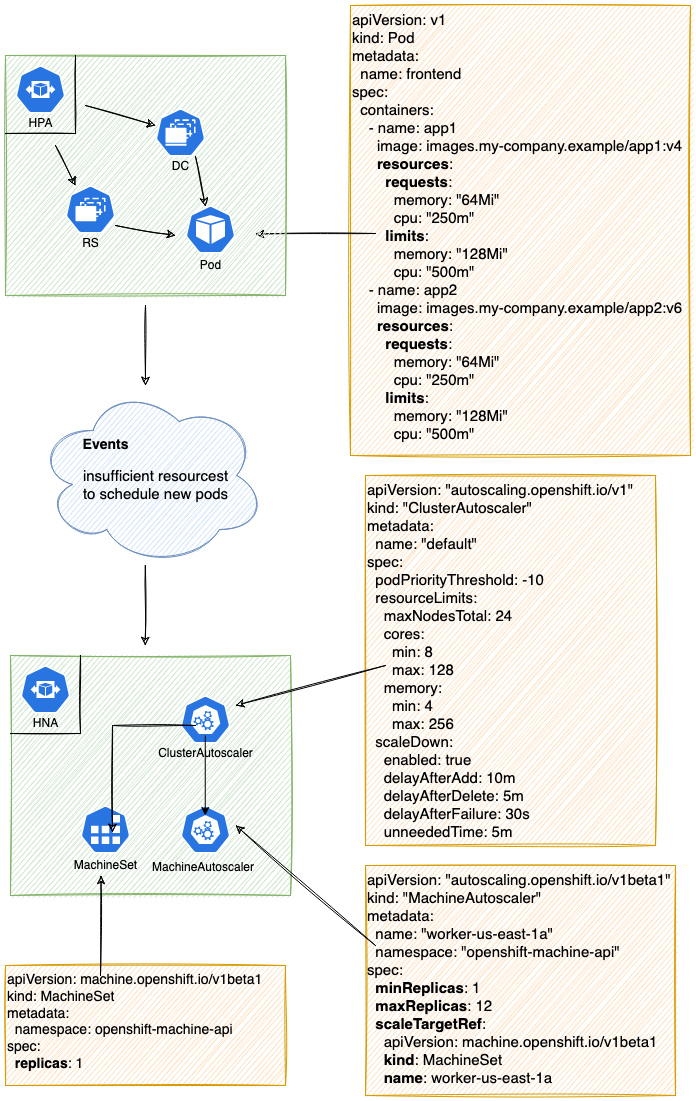 HPA
DC
RS
Pod
apiVersion: v1
kind: Pod
metadata:
  name: frontend
spec:
  containers:
    - name: app1
      image: images.my-company.example/app1:v4
      resources:
        requests:
          memory: "64Mi"
          cpu: "250m"
        limits:
          memory: "128Mi"
          cpu: "500m"
    - name: app2
      image: images.my-company.example/app2:v6
      resources:
        requests:
          memory: "64Mi"
          cpu: "250m"
        limits:
          memory: "128Mi"
          cpu: "500m"
Events
insufficient resourcest
to schedule new pods
apiVersion: "autoscaling.openshift.io/v1"
kind: "ClusterAutoscaler"
metadata:
  name: "default"
spec:
  podPriorityThreshold: -10
  resourceLimits:
    maxNodesTotal: 24
    cores:
      min: 8
      max: 128
    memory:
      min: 4
      max: 256
  scaleDown:
    enabled: true
    delayAfterAdd: 10m
    delayAfterDelete: 5m
    delayAfterFailure: 30s
    unneededTime: 5m
HNA
ClusterAutoscaler
MachineSet
MachineAutoscaler
apiVersion: "autoscaling.openshift.io/v1beta1"
kind: "MachineAutoscaler"
metadata:
  name: "worker-us-east-1a"
  namespace: "openshift-machine-api"
spec:
  minReplicas: 1
  maxReplicas: 12
  scaleTargetRef:
    apiVersion: machine.openshift.io/v1beta1
    kind: MachineSet
    name: worker-us-east-1a
apiVersion: machine.openshift.io/v1beta1
kind: MachineSet
metadata:
  namespace: openshift-machine-api
spec:
  replicas: 1